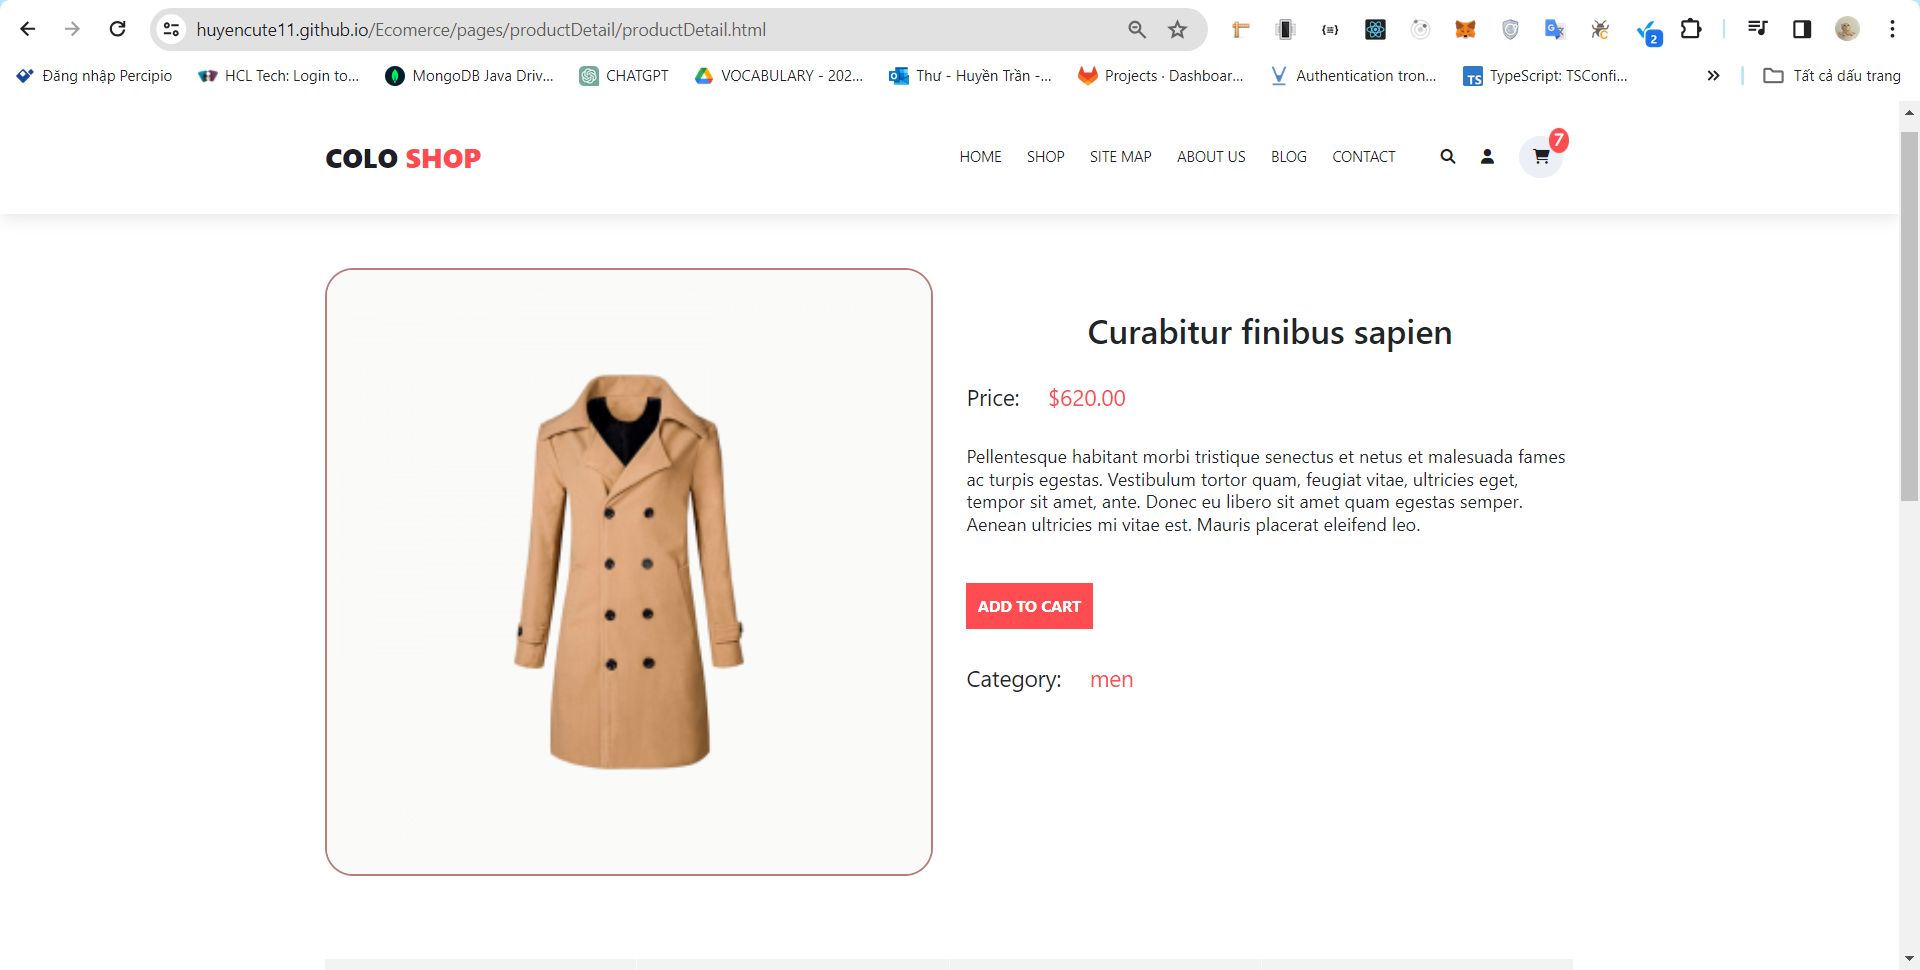 huyencute11.github.io/Ecomerce/pages/productDetail/productDetail.html
2
Đăng nhập Percipio
HCL Tech: Login to...
MongoDB Java Driv...
CHATGPT
VOCABULARY - 202...
Thư - Huyền Trần -...
Projects · Dashboar...
Authentication tron...
TS
TypeScript: TSConfi...
»
Tất cả dấu trang
COLO SHOP
HOME
SHOP
SITE MAP
ABOUT US
BLOG
CONTACT
7
Curabitur finibus sapien
Price: $620.00
Pellentesque habitant morbi tristique senectus et netus et malesuada fames
ac turpis egestas. Vestibulum tortor quam, feugiat vitae, ultricies eget,
tempor sit amet, ante. Donec eu libero sit amet quam egestas semper.
Aenean ultricies mi vitae est. Mauris placerat eleifend leo.
ADD TO CART
Category: men